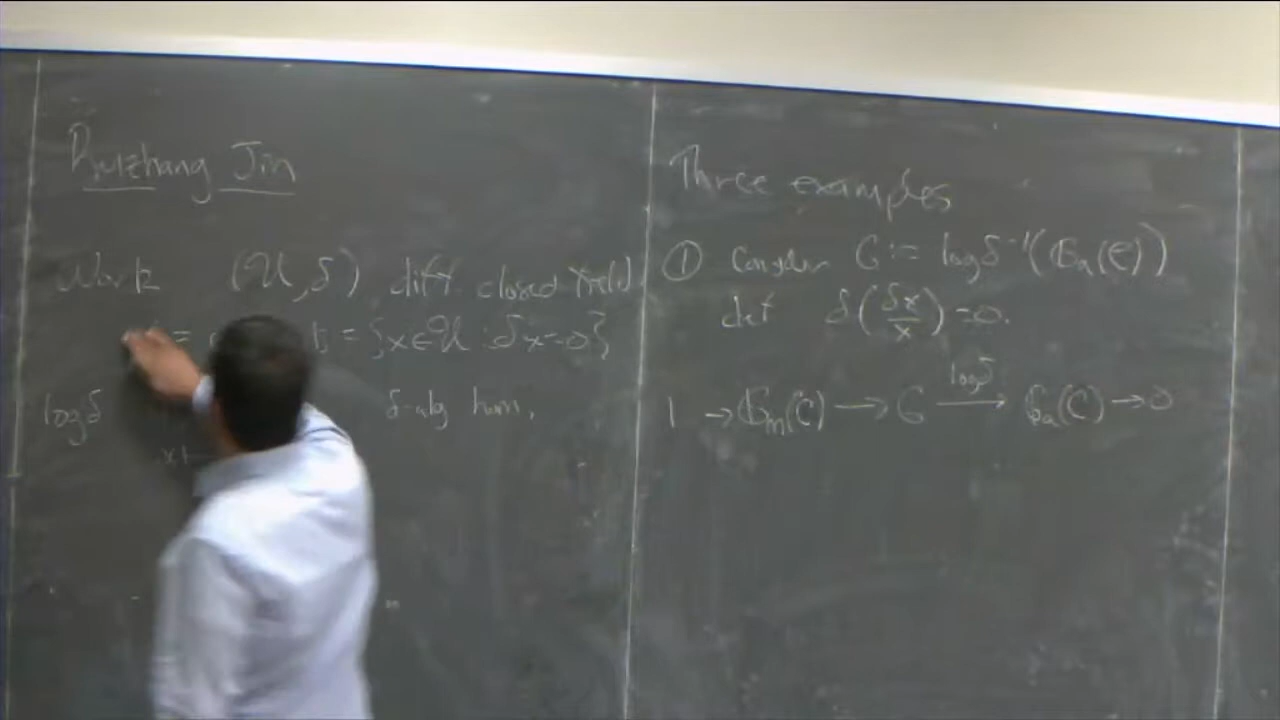 Ruizhang Jin
Work (𝒰, δ) diff. closed field
= {x ∈ 𝒰 : δx = 0}
logδ δ-alg hom,
x ↦
Three examples
① Consider G := logδ⁻¹(𝔾ₐ(C))
def δ(δx/x) = 0.
1 → 𝔾ₘ(C) → G —logδ→ 𝔾ₐ(C) → 0